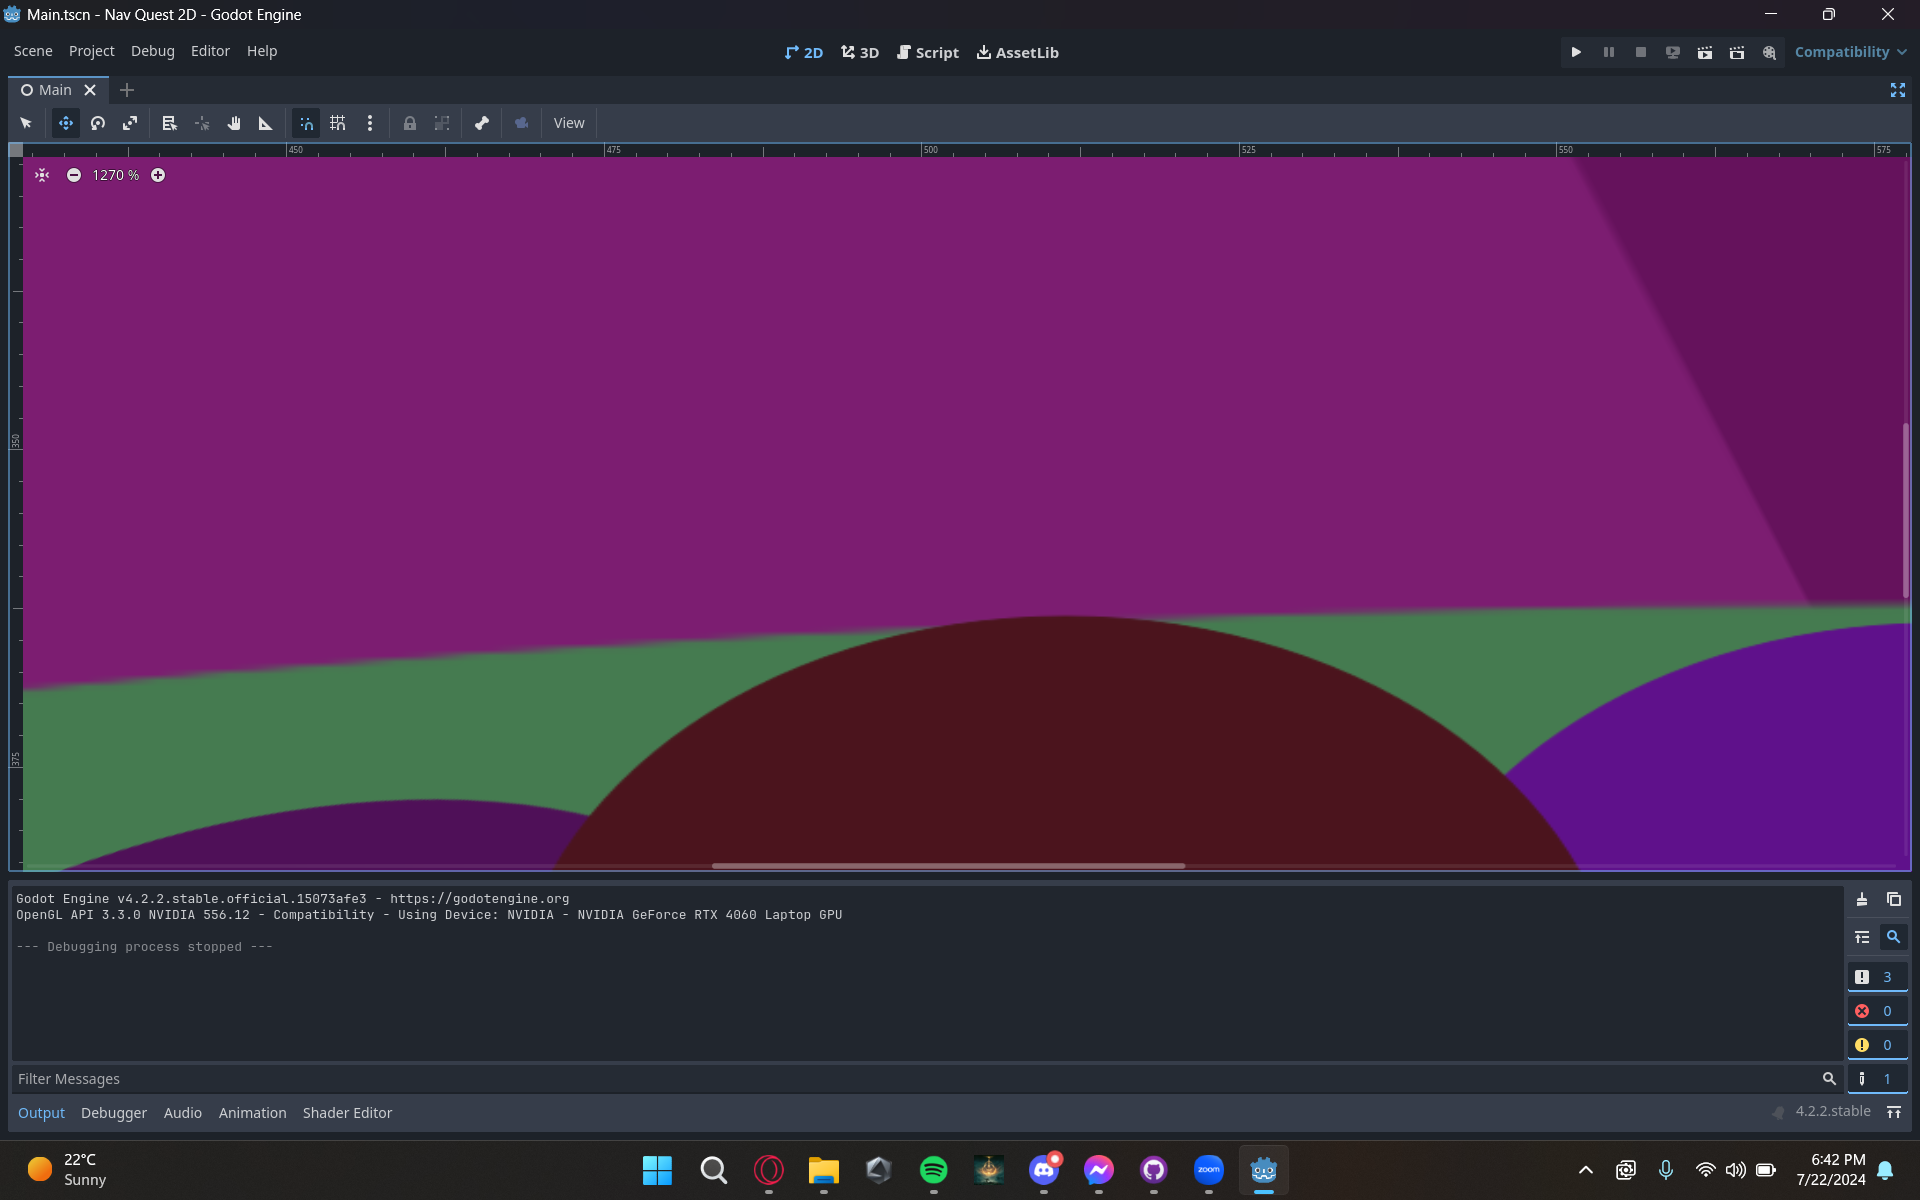 Main.tscn - Nav Quest 2D - Godot Engine
Scene Project Debug Editor Help
2D 3D Script AssetLib
Compatibility
Main
View
450 475 500 525 550 575
1270 %
350
375
Godot Engine v4.2.2.stable.official.15073afe3 - https://godotengine.org
OpenGL API 3.3.0 NVIDIA 556.12 - Compatibility - Using Device: NVIDIA - NVIDIA GeForce RTX 4060 Laptop GPU
--- Debugging process stopped ---
3
0
0
1
Filter Messages
Output Debugger Audio Animation Shader Editor
4.2.2.stable
22°C
Sunny
zoom
6:42 PM
7/22/2024